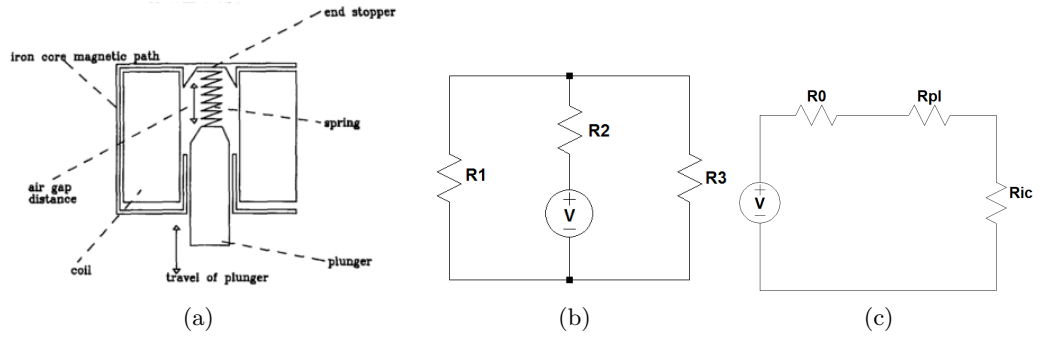 end stopper
iron core magnetic path
spring
air gap
distance
coil
plunger
travel of plunger
(a)
R1
R2
+
V
−
R3
(b)
R0
Rpl
+
V
−
Ric
(c)